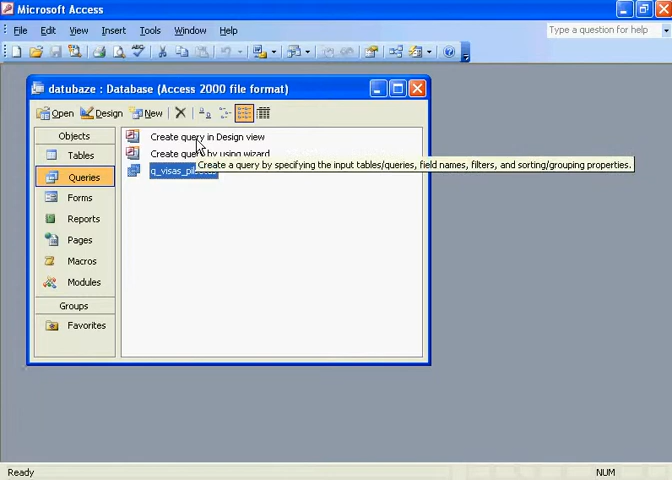 Microsoft Access
File Edit View Insert Tools Window Help
Type a question for help
datubaze : Database (Access 2000 file format)
Open Design New
Objects
Tables
Queries
Forms
Reports
Pages
Macros
Modules
Groups
Favorites
Create query in Design view
Create query by using wizard
Create a query by specifying the input tables/queries, field names, filters, and sorting/grouping properties.
Ready
NUM